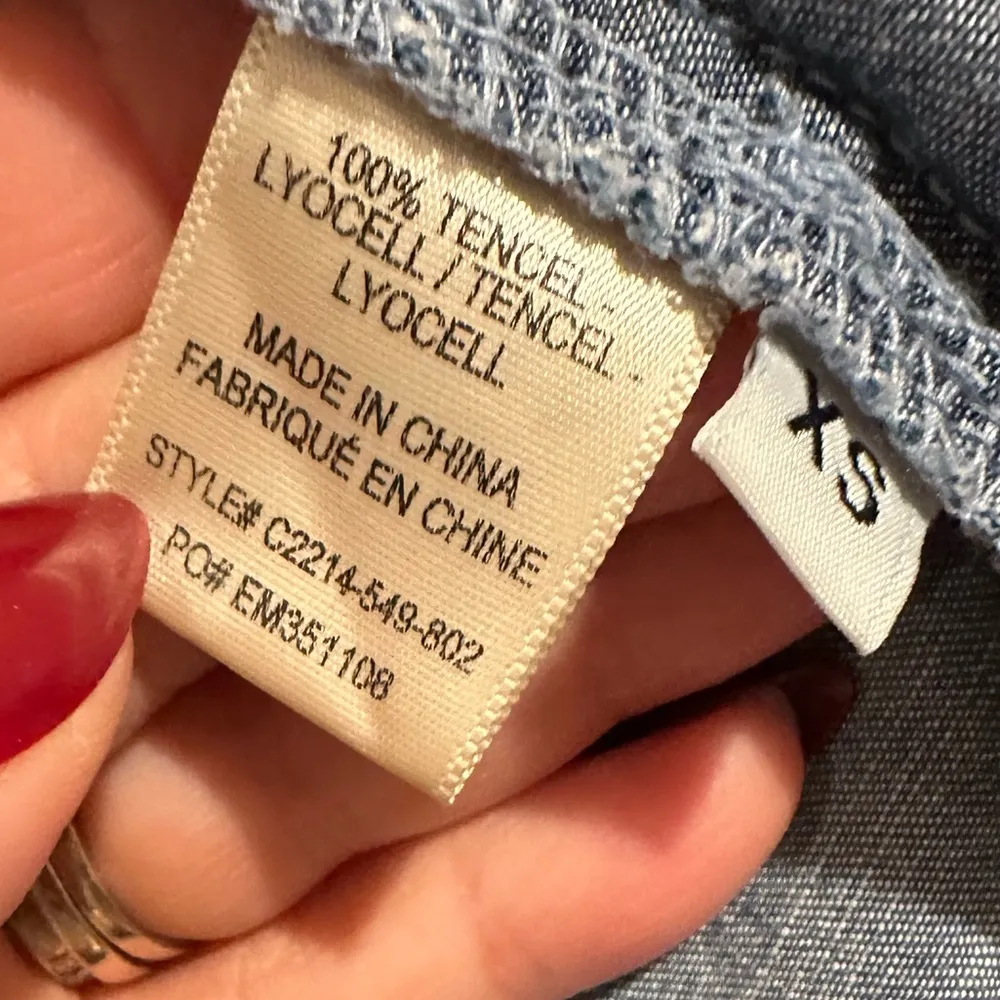 100% TENCEL..
LYOCELL / TENCEL..
LYOCELL
MADE IN CHINA
FABRIQUÉ EN CHINE
STYLE# C2214-549-802
PO# EM351108
XS